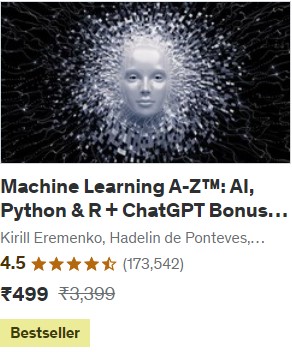 Machine Learning A-Z™: AI,
Python & R + ChatGPT Bonus...
Kirill Eremenko, Hadelin de Ponteves,...
4.5 (173,542)
₹499 ₹3,399
Bestseller